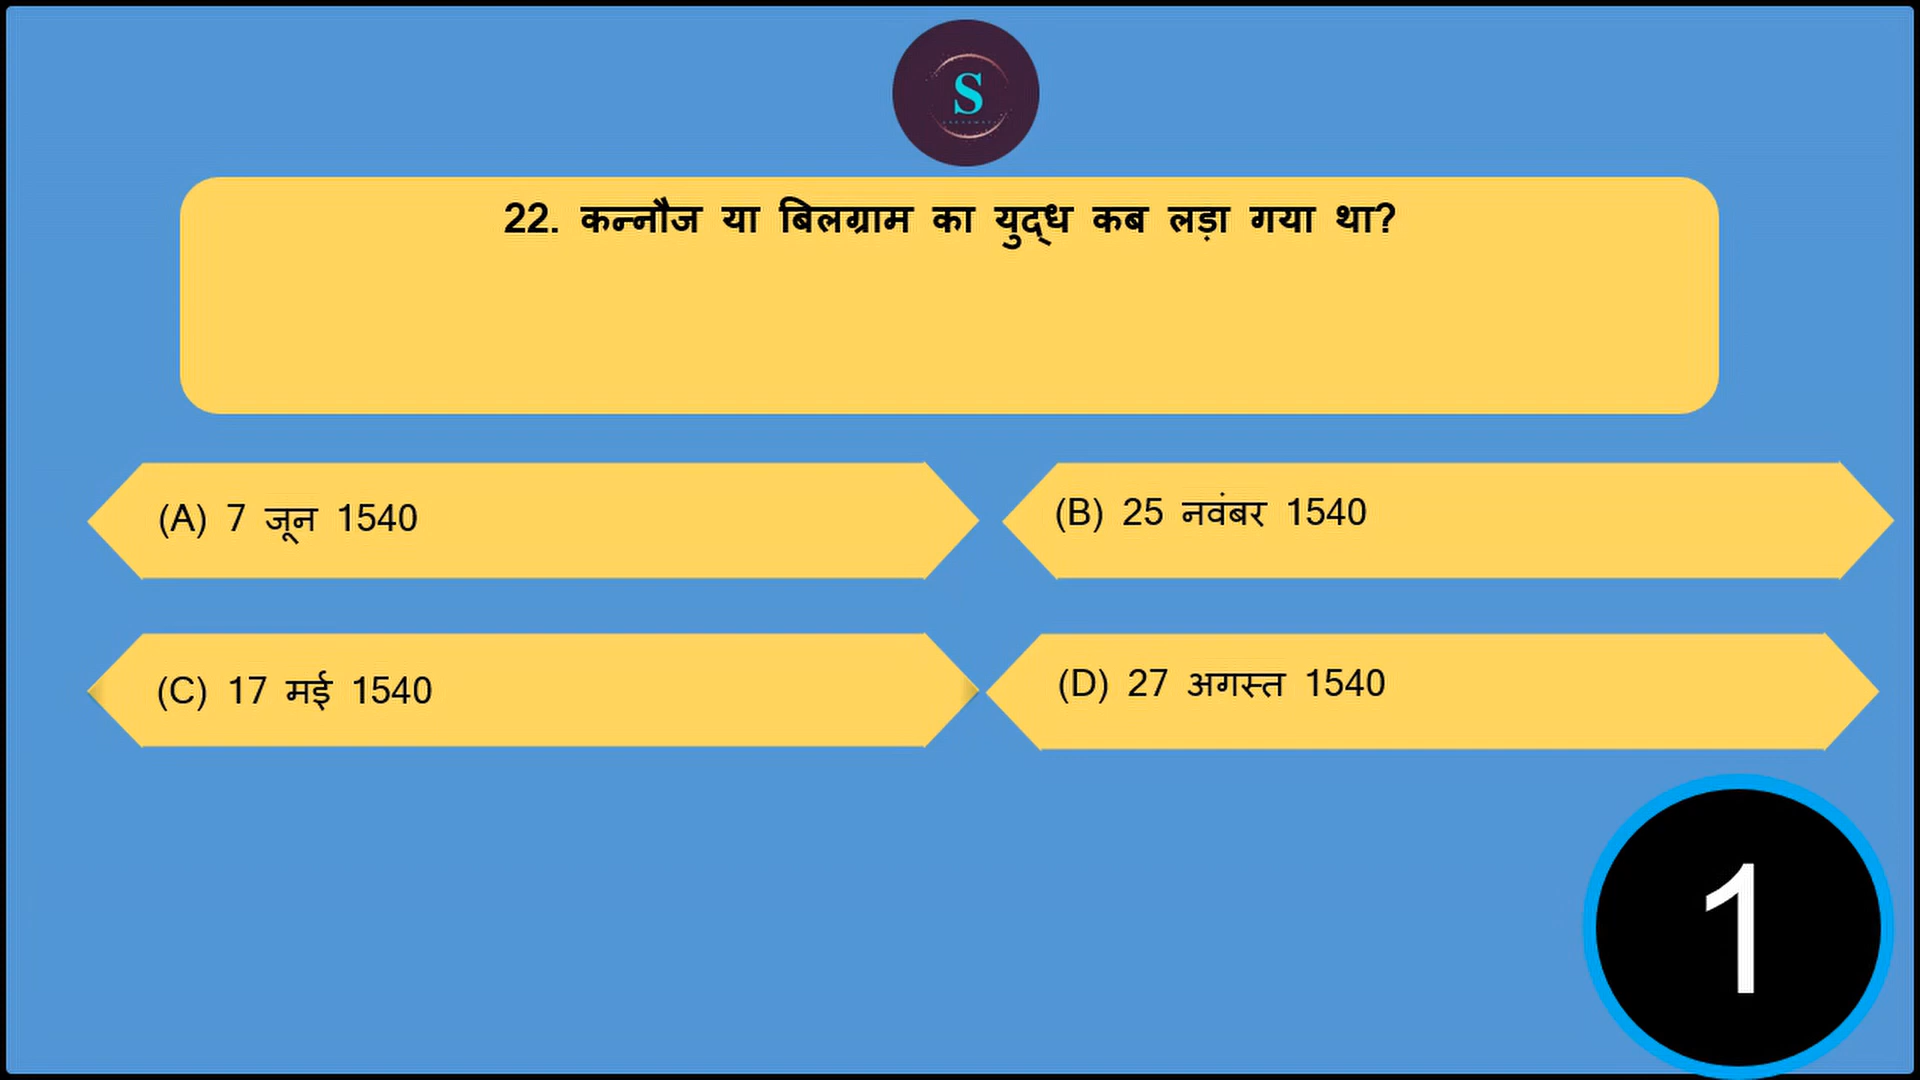 S
22. कन्नौज या बिलग्राम का युद्ध कब लड़ा गया था?
(A) 7 जून 1540
(B) 25 नवंबर 1540
(C) 17 मई 1540
(D) 27 अगस्त 1540
1